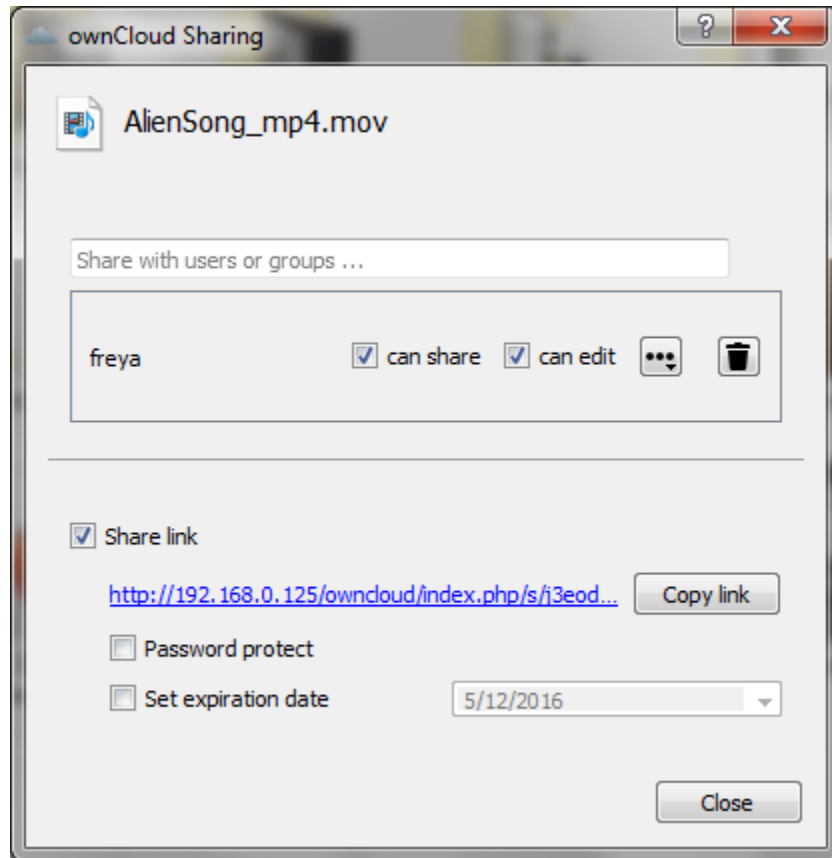 ownCloud Sharing
AlienSong_mp4.mov
Share with users or groups ...
freya can share can edit
Share link
http://192.168.0.125/owncloud/index.php/s/j3eod... Copy link
Password protect
Set expiration date 5/12/2016
Close